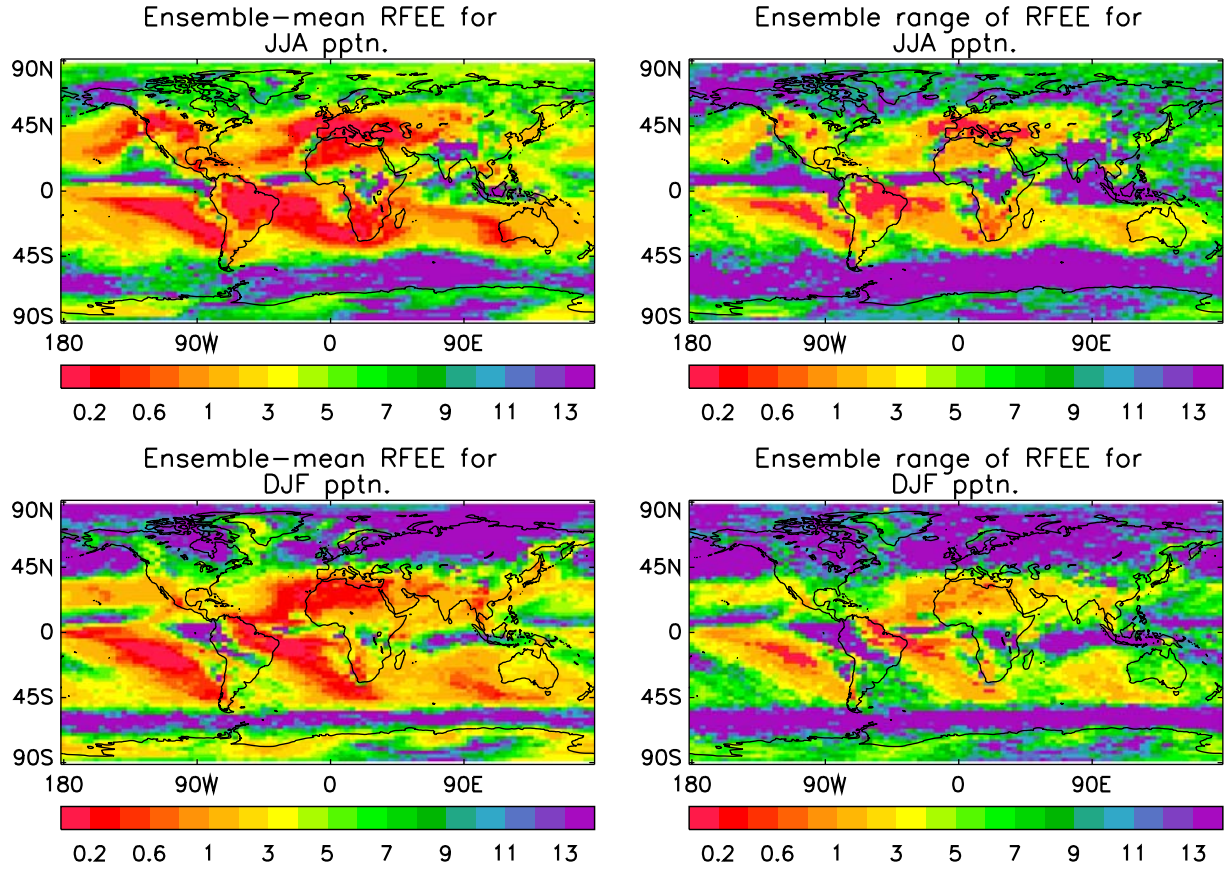 Ensemble-mean RFEE for
JJA pptn.
90N
45N
0
45S
90S
180 90W 0 90E
0.2 0.6 1 3 5 7 9 11 13
Ensemble range of RFEE for
JJA pptn.
90N
45N
0
45S
90S
180 90W 0 90E
0.2 0.6 1 3 5 7 9 11 13
Ensemble-mean RFEE for
DJF pptn.
90N
45N
0
45S
90S
180 90W 0 90E
0.2 0.6 1 3 5 7 9 11 13
Ensemble range of RFEE for
DJF pptn.
90N
45N
0
45S
90S
180 90W 0 90E
0.2 0.6 1 3 5 7 9 11 13